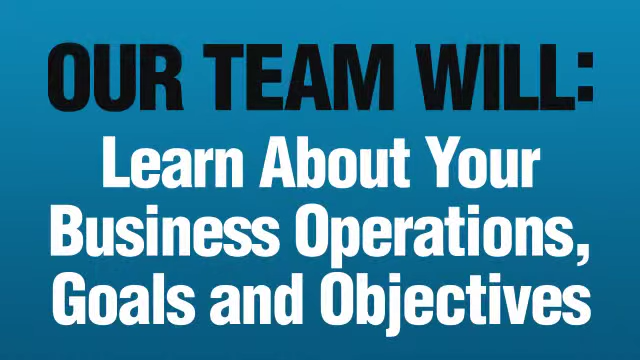 OUR TEAM WILL:
Learn About Your
Business Operations,
Goals and Objectives